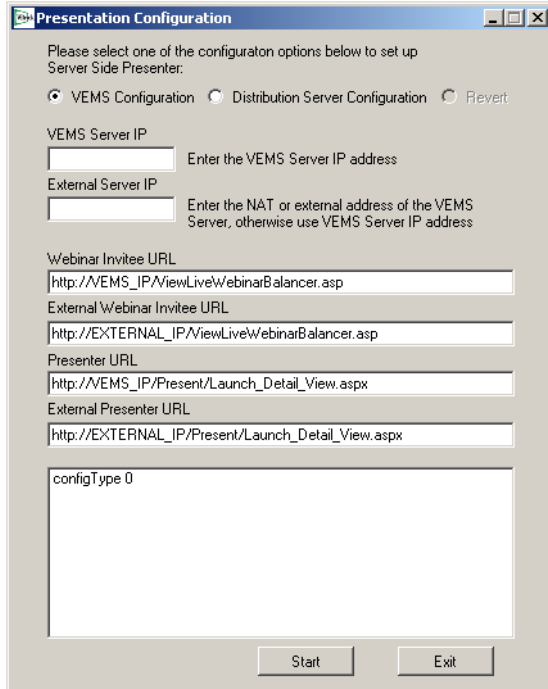 Presentation Configuration
Please select one of the configuraton options below to set up
Server Side Presenter:
VEMS Configuration Distribution Server Configuration Revert
VEMS Server IP
Enter the VEMS Server IP address
External Server IP
Enter the NAT or external address of the VEMS
Server, otherwise use VEMS Server IP address
Webinar Invitee URL
http://VEMS_IP/ViewLiveWebinarBalancer.asp
External Webinar Invitee URL
http://EXTERNAL_IP/ViewLiveWebinarBalancer.asp
Presenter URL
http://VEMS_IP/Present/Launch_Detail_View.aspx
External Presenter URL
http://EXTERNAL_IP/Present/Launch_Detail_View.aspx
configType 0
Start Exit